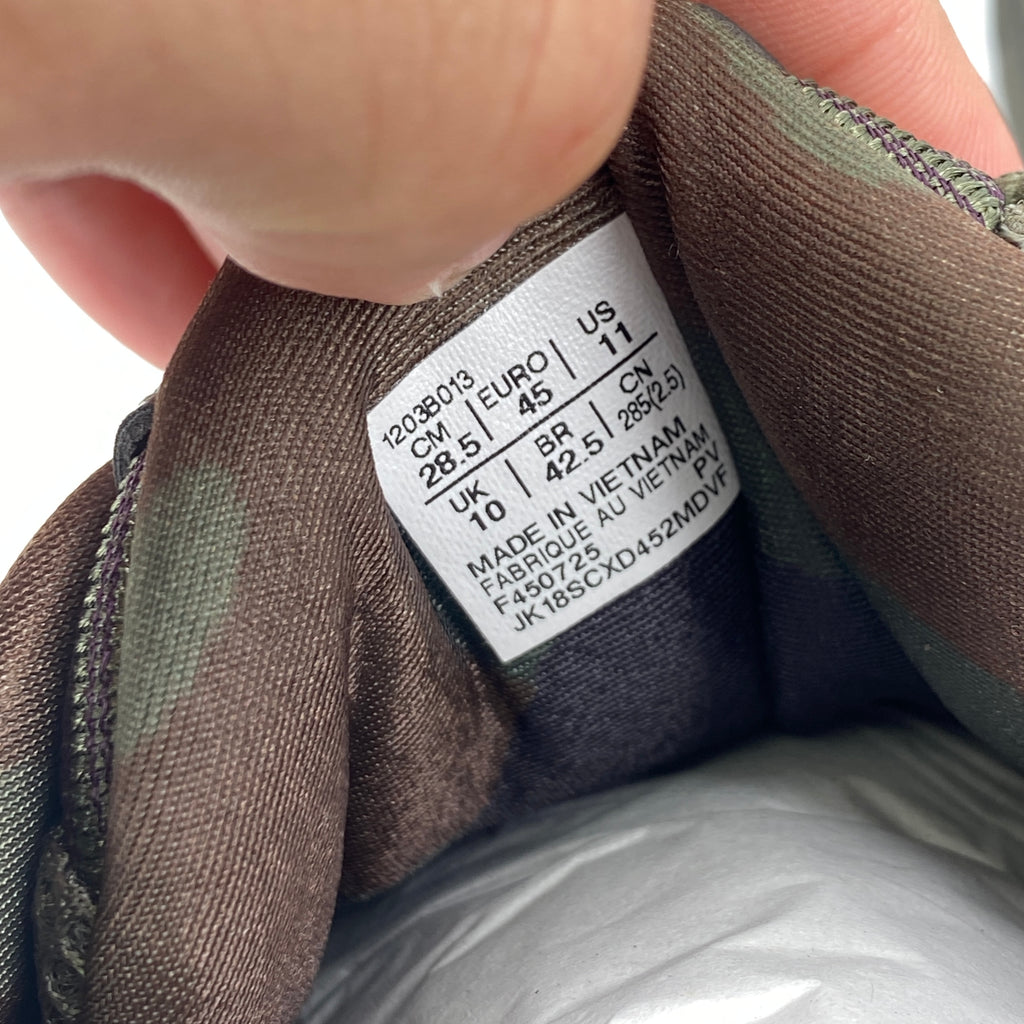 1203B013
CM | EURO | US
28.5 | 45 | 11
UK | BR | CN
10 | 42.5 | 285(2.5)
MADE IN VIETNAM
FABRIQUE AU VIETNAM
F450725 PV
JK18SCXD452MDVF